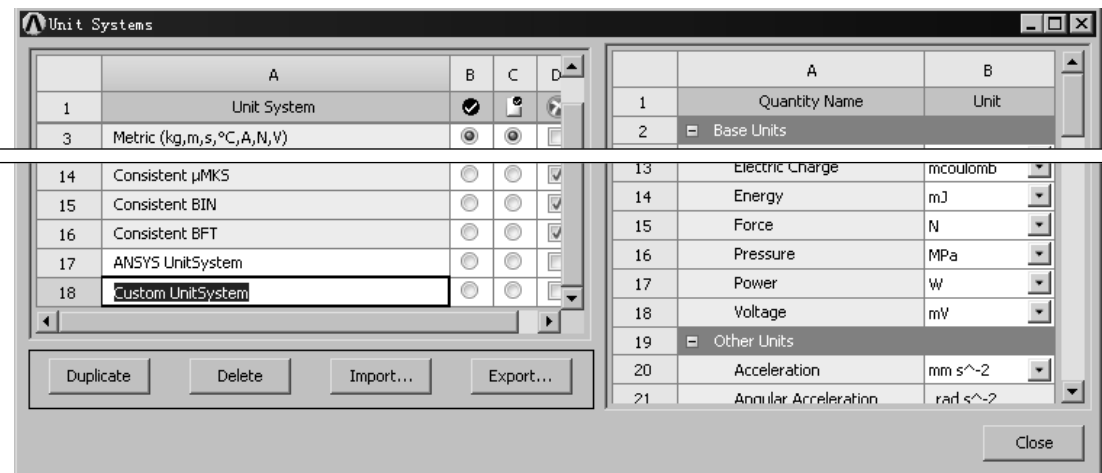 Unit Systems
A B C D
1 Unit System
3 Metric (kg,m,s,°C,A,N,V)
14 Consistent µMKS
15 Consistent BIN
16 Consistent BFT
17 ANSYS UnitSystem
18 Custom UnitSystem
Duplicate Delete Import... Export...
A B
1 Quantity Name Unit
2 Base Units
13 Electric Charge mcoulomb
14 Energy mJ
15 Force N
16 Pressure MPa
17 Power W
18 Voltage mV
19 Other Units
20 Acceleration mm s^-2
21 Angular Acceleration rad s^-2
Close